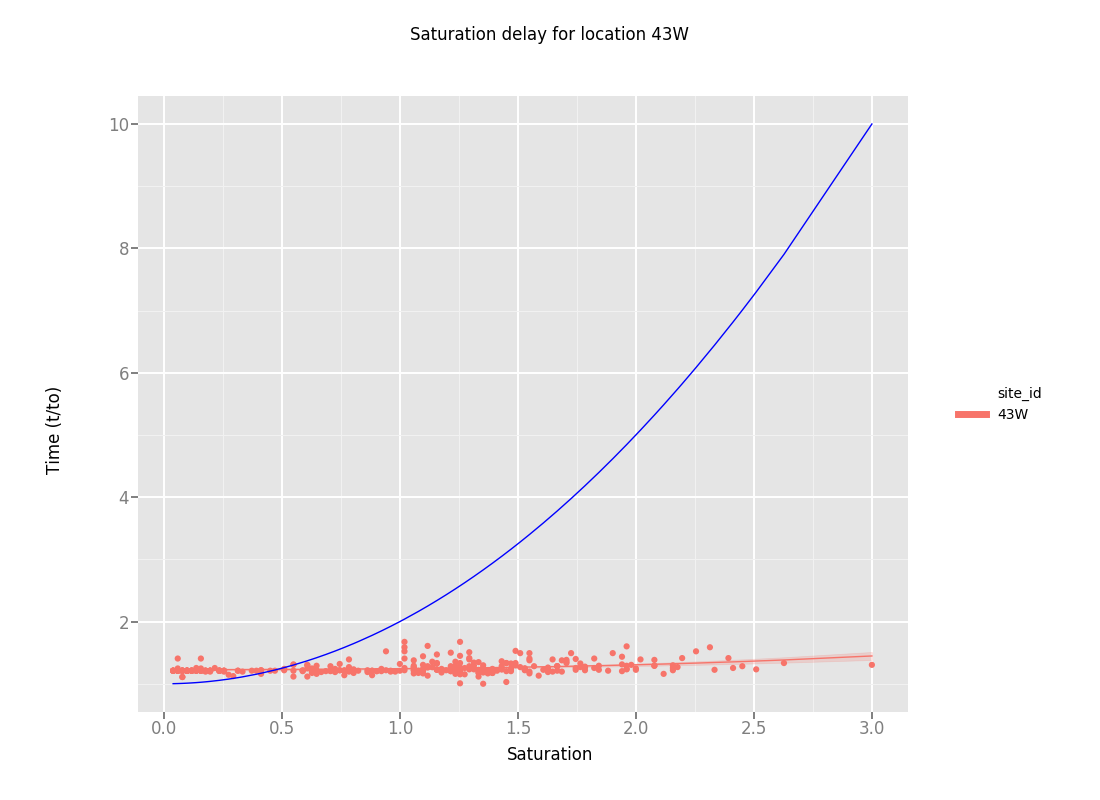 Saturation delay for location 43W
10
8
6
4
2
Time (t/to)
0.0 0.5 1.0 1.5 2.0 2.5 3.0
Saturation
site_id
43W